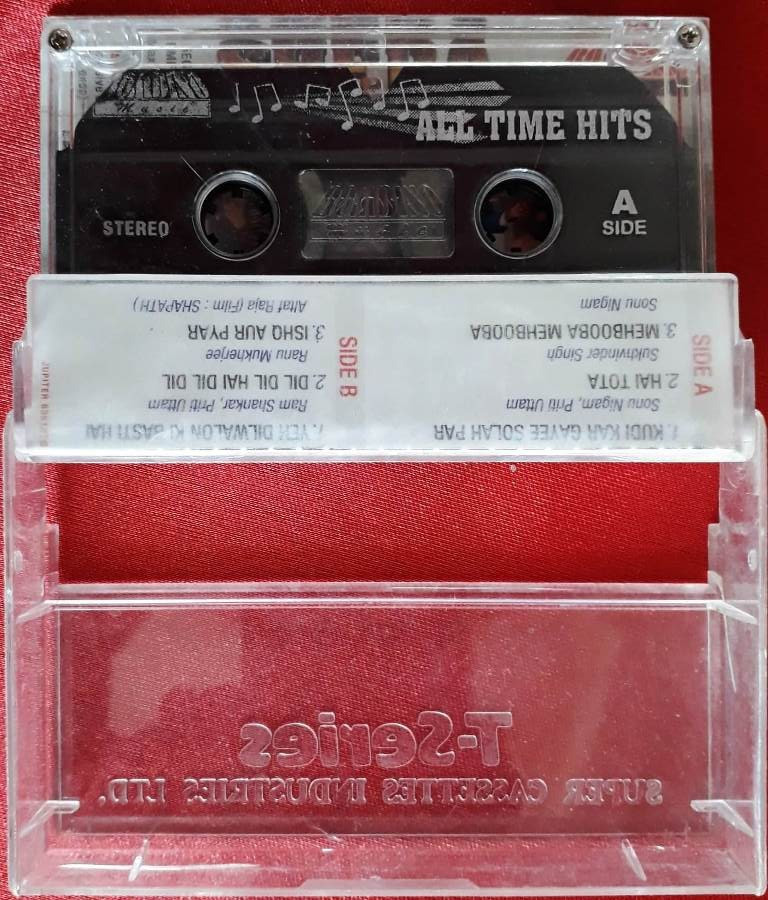 Music
ALL TIME HITS
STEREO
A
SIDE
SIDE A
1. KUDI KAR GAYEE SOLAH PAR
Sonu Nigam, Priti Uttam
2. HAI TOTA
Sukhvinder Singh
3. MEHBOOBA MEHBOOBA
Sonu Nigam
SIDE B
1. YEH DILWALON KI BASTI HAI
Ram Shankar, Priti Uttam
2. DIL DIL HAI DIL DIL
Ranu Mukherjee
3. ISHQ AUR PYAR
Altaf Raja (Film : SHAPATH)
JUPITER
T-Series
SUPER CASSETTES INDUSTRIES LTD.